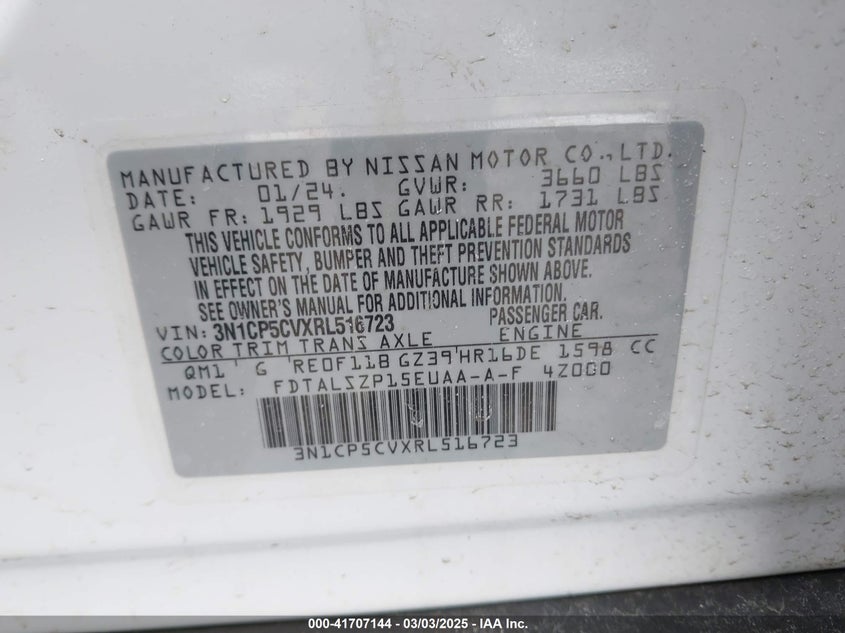 MANUFACTURED BY NISSAN MOTOR CO.,LTD.
DATE: 01/24. GVWR: 3660 LBS
GAWR FR: 1929 LBS GAWR RR: 1731 LBS
THIS VEHICLE CONFORMS TO ALL APPLICABLE FEDERAL MOTOR
VEHICLE SAFETY, BUMPER AND THEFT PREVENTION STANDARDS
IN EFFECT ON THE DATE OF MANUFACTURE SHOWN ABOVE.
SEE OWNER'S MANUAL FOR ADDITIONAL INFORMATION.
VIN: 3N1CP5CVXRL516723 PASSENGER CAR.
COLOR TRIM TRANS AXLE ENGINE
QM1 G RE0F11B GZ39 HR16DE 1598 CC
MODEL: FDTALSZP15EUAA-A-F 4Z000
3N1CP5CVXRL516723
000-41707144 - 03/03/2025 - IAA Inc.